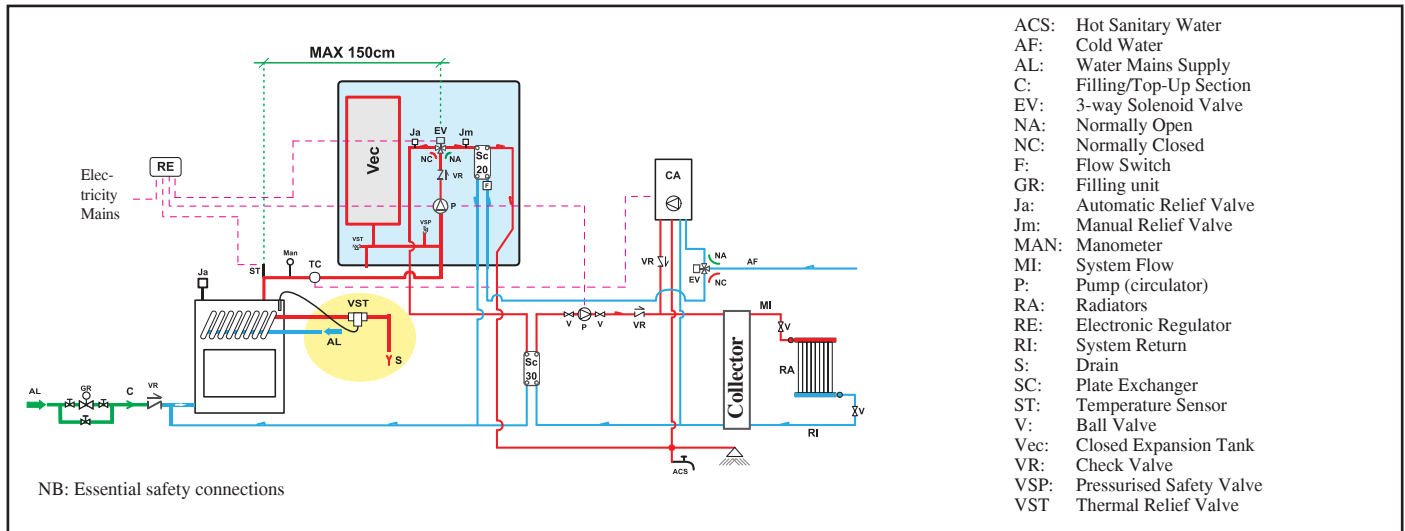 MAX 150cm
Vec
Ja
EV
Jm
NC
NA
Sc
20
F
VR
P
VSP
VST
RE
Elec-
tricity
Mains
ST
Man
TC
Ja
VST
AL
S
CA
VR
NA
EV
NC
AF
MI
V
P
V
VR
Sc
30
Collector
V
RA
V
RI
AL
GR
C
VR
ACS
NB: Essential safety connections
ACS: Hot Sanitary Water
AF: Cold Water
AL: Water Mains Supply
C: Filling/Top-Up Section
EV: 3-way Solenoid Valve
NA: Normally Open
NC: Normally Closed
F: Flow Switch
GR: Filling unit
Ja: Automatic Relief Valve
Jm: Manual Relief Valve
MAN: Manometer
MI: System Flow
P: Pump (circulator)
RA: Radiators
RE: Electronic Regulator
RI: System Return
S: Drain
SC: Plate Exchanger
ST: Temperature Sensor
V: Ball Valve
Vec: Closed Expansion Tank
VR: Check Valve
VSP: Pressurised Safety Valve
VST Thermal Relief Valve